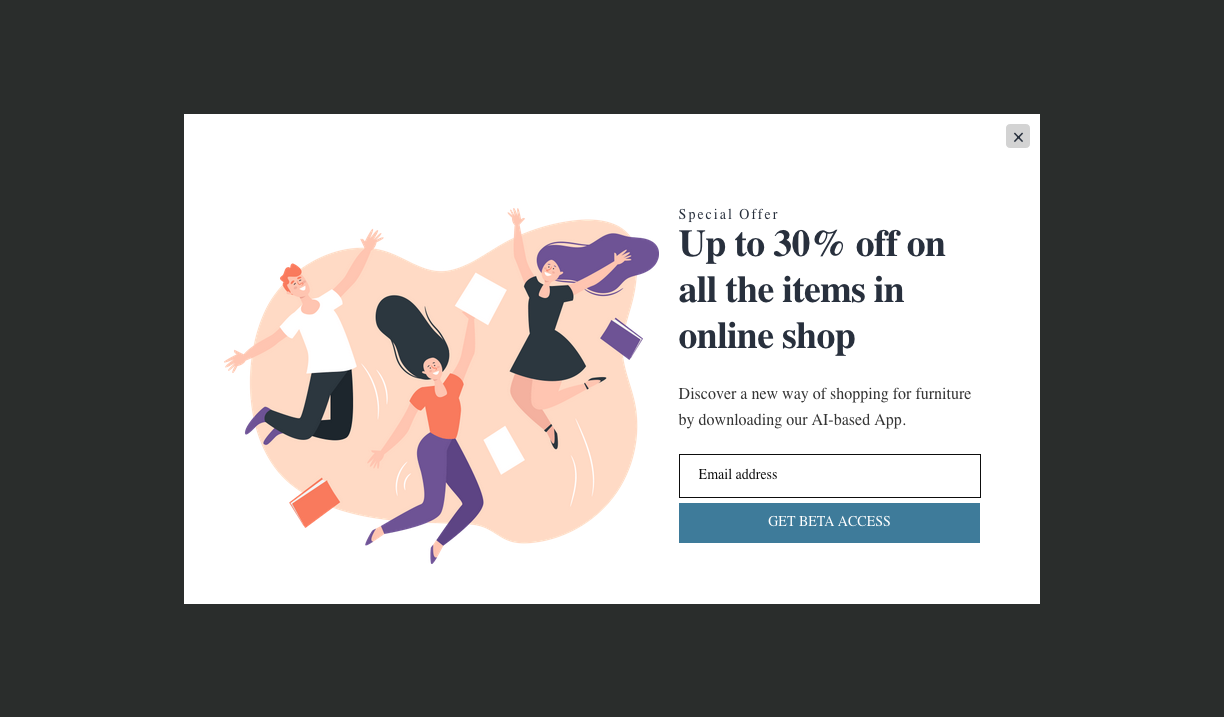 Special Offer
Up to 30% off on
all the items in
online shop
Discover a new way of shopping for furniture
by downloading our AI-based App.
Email address
GET BETA ACCESS